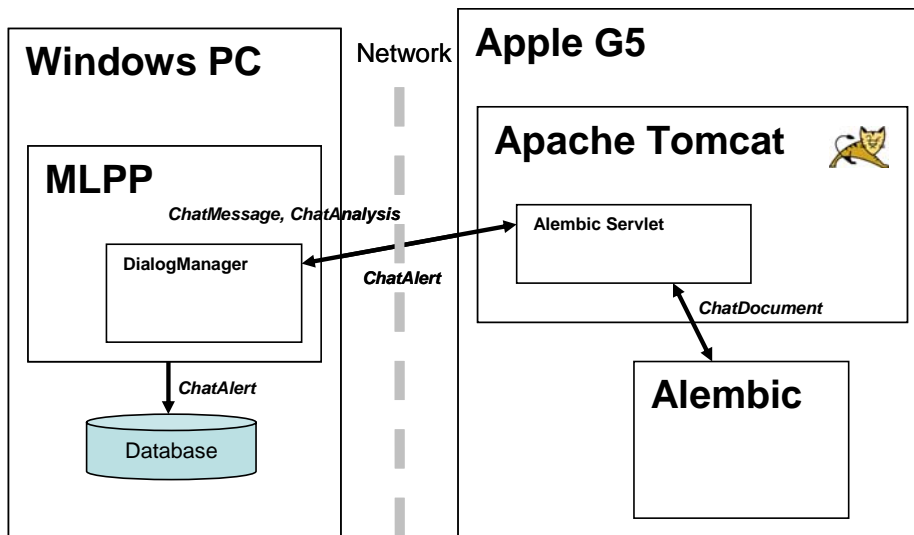 Windows PC
Network
Apple G5
Apache Tomcat
MLPP
ChatMessage, ChatAnalysis
Alembic Servlet
DialogManager
ChatAlert
ChatDocument
ChatAlert
Alembic
Database